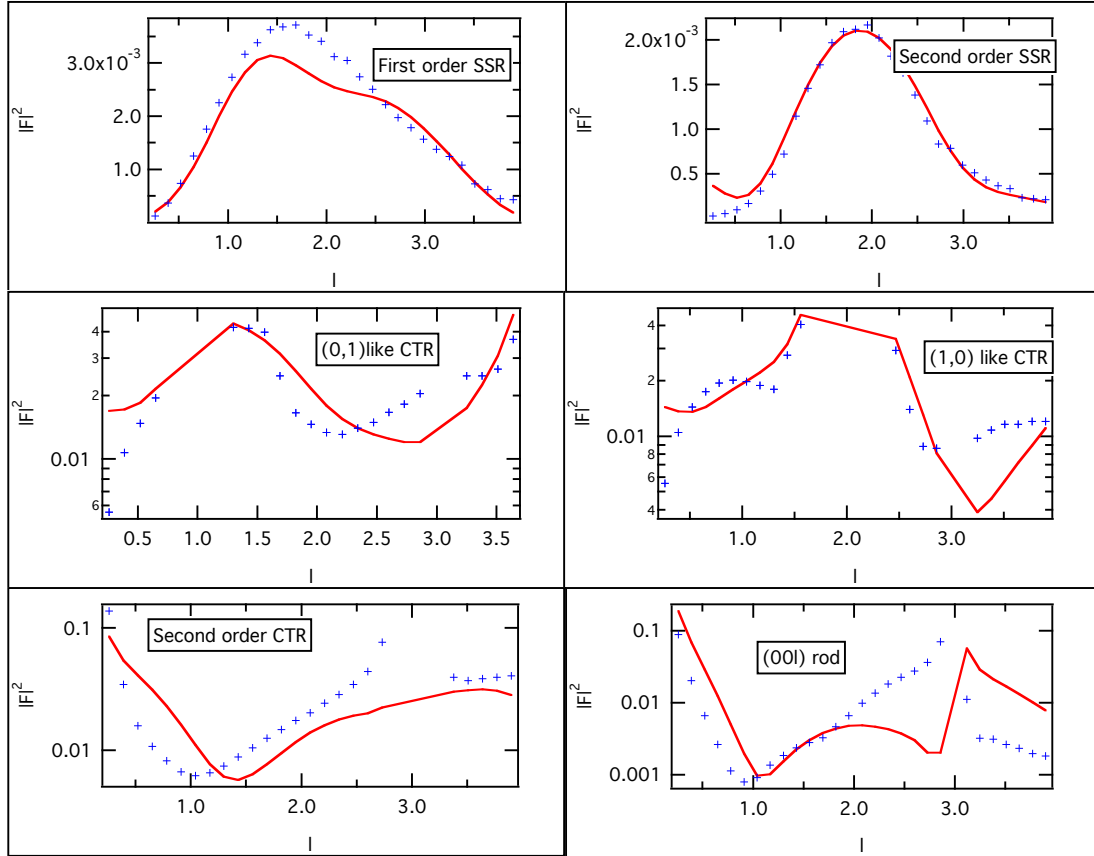 3.0x10-3
2.0
1.0
|F|2
First order SSR
1.0 2.0 3.0
l
2.0x10-3
1.0
0.5
|F|2
Second order SSR
1.0 2.0 3.0
l
4
3
2
0.01
6
|F|2
(0,1)like CTR
0.5 1.0 1.5 2.0 2.5 3.0 3.5
l
4
2
0.01
8
6
4
|F|2
(1,0) like CTR
1.0 2.0 3.0
l
0.1
0.01
|F|2
Second order CTR
1.0 2.0 3.0
l
0.1
0.01
0.001
|F|2
(00l) rod
1.0 2.0 3.0
l